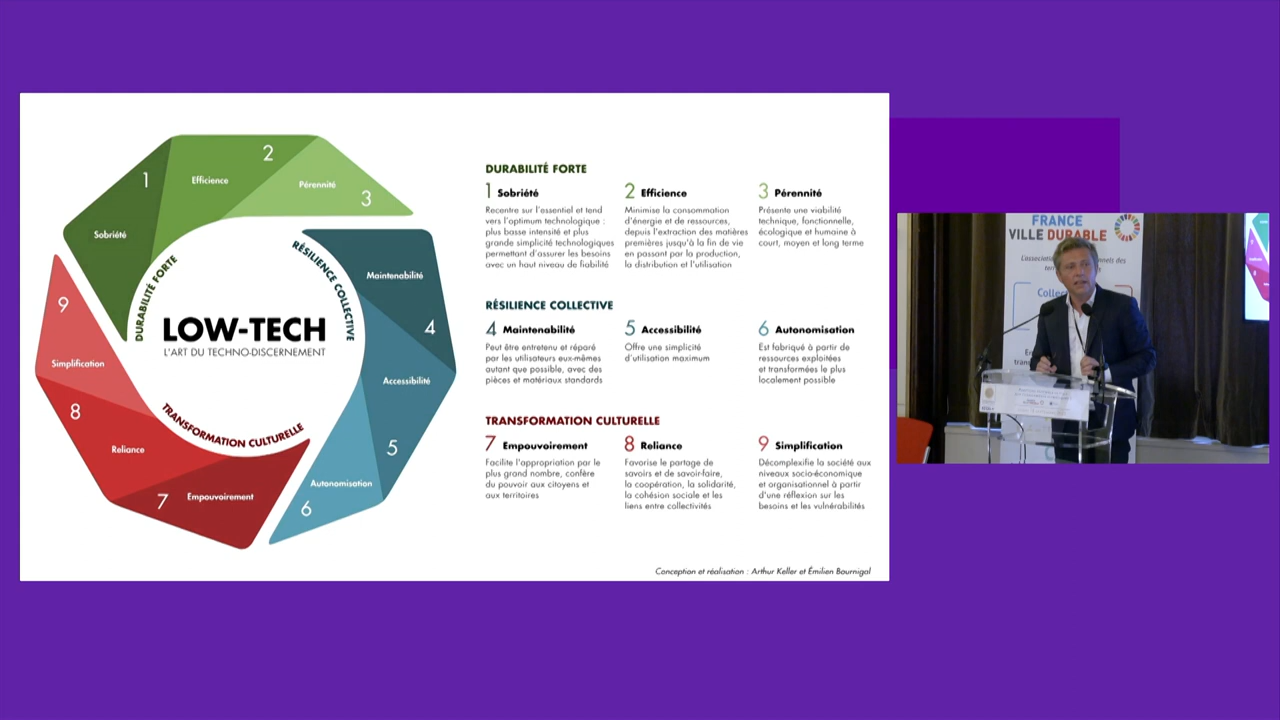 1
Sobriété
2
Efficience
Pérennité
3
DURABILITÉ FORTE
RÉSILIENCE COLLECTIVE
Maintenabilité
4
Accessibilité
5
Autonomisation
6
TRANSFORMATION CULTURELLE
7
Empouvoirement
8
Reliance
9
Simplification
LOW-TECH
L'ART DU TECHNO-DISCERNEMENT
DURABILITÉ FORTE
1 Sobriété
Recentre sur l'essentiel et tend
vers l'optimum technologique :
plus basse intensité et plus
grande simplicité technologiques
permettant d'assurer les besoins
avec un haut niveau de fiabilité
2 Efficience
Minimise la consommation
d'énergie et de ressources,
depuis l'extraction des matières
premières jusqu'à la fin de vie
en passant par la production,
la distribution et l'utilisation
3 Pérennité
Présente une viabilité
technique, fonctionnelle,
écologique et humaine à
court, moyen et long terme
RÉSILIENCE COLLECTIVE
4 Maintenabilité
Peut être entretenu et réparé
par les utilisateurs eux-mêmes
autant que possible, avec des
pièces et matériaux standards
5 Accessibilité
Offre une simplicité
d'utilisation maximum
6 Autonomisation
Est fabriqué à partir de
ressources exploitées
et transformées le plus
localement possible
TRANSFORMATION CULTURELLE
7 Empouvoirement
Facilite l'appropriation par le
plus grand nombre, confère
du pouvoir aux citoyens et
aux territoires
8 Reliance
Favorise le partage de
savoirs et de savoir-faire,
la coopération, la solidarité,
la cohésion sociale et les
liens entre collectivités
9 Simplification
Décomplexifie la société aux
niveaux socio-économique
et organisationnel à partir
d'une réflexion sur les
besoins et les vulnérabilités
Conception et réalisation : Arthur Keller et Émilien Bournigal
FRANCE
VILLE DURABLE